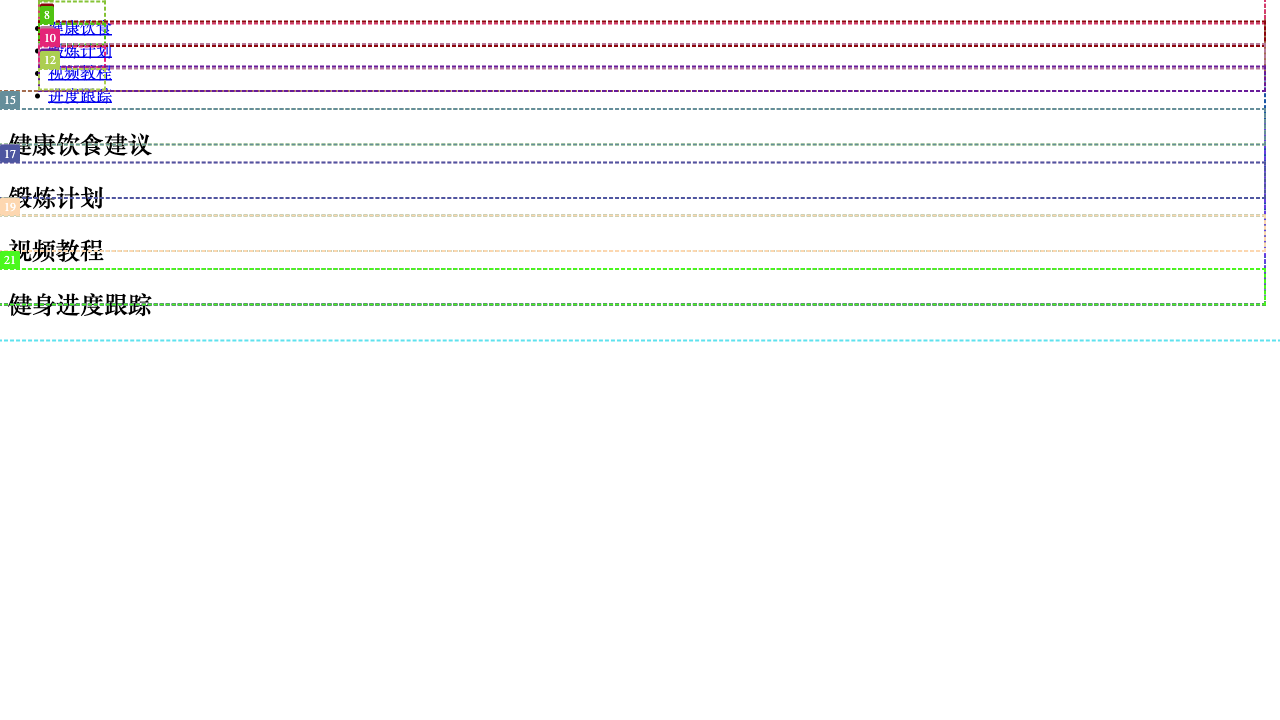 8
健康饮食
10
锻炼计划
12
视频教程
进度跟踪
15
健康饮食建议
17
锻炼计划
19
视频教程
21
健身进度跟踪